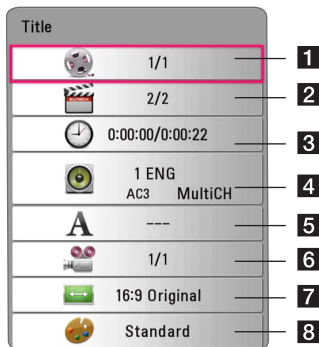 Title
1/1
1
MULTIMEDIA
2/2
2
0:00:00/0:00:22
3
1 ENG
AC3 MultiCH
4
A
---
5
1/1
6
16:9 Original
7
Standard
8